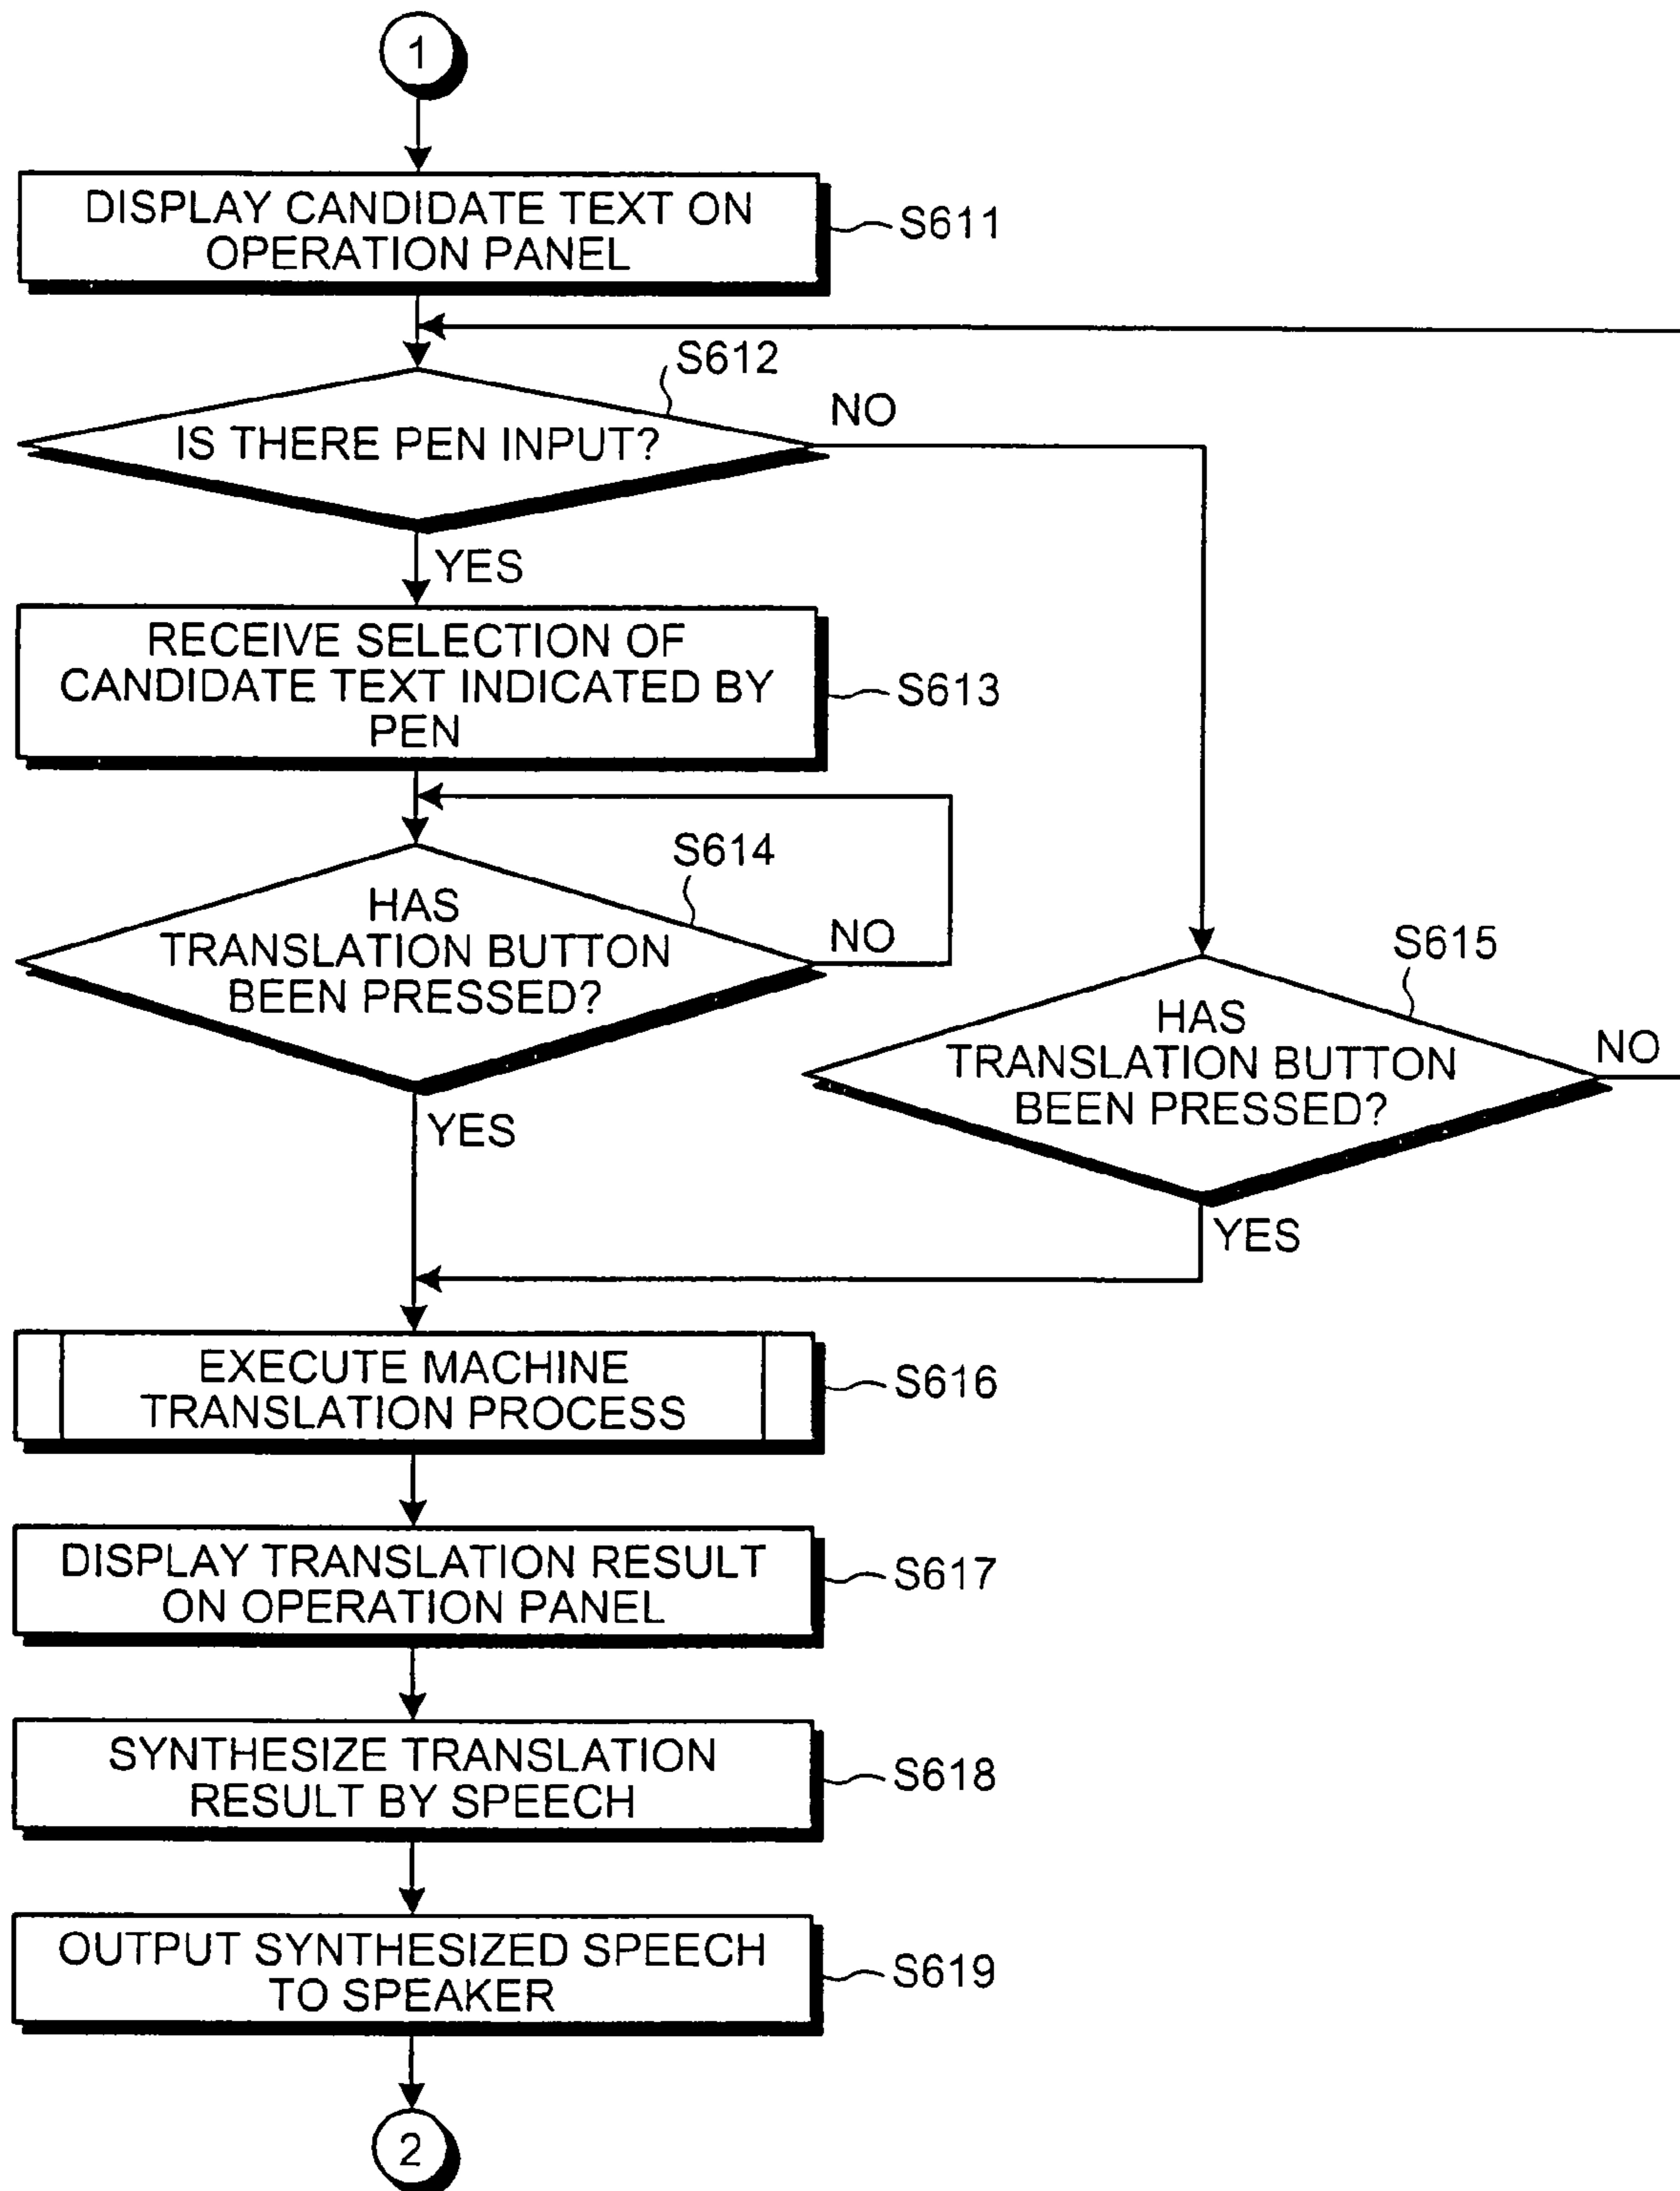 1
DISPLAY CANDIDATE TEXT ON
OPERATION PANEL
S611
S612
IS THERE PEN INPUT?
NO
YES
RECEIVE SELECTION OF
CANDIDATE TEXT INDICATED BY
PEN
S613
S614
HAS
TRANSLATION BUTTON
BEEN PRESSED?
NO
YES
S615
HAS
TRANSLATION BUTTON
BEEN PRESSED?
NO
YES
EXECUTE MACHINE
TRANSLATION PROCESS
S616
DISPLAY TRANSLATION RESULT
ON OPERATION PANEL
S617
SYNTHESIZE TRANSLATION
RESULT BY SPEECH
S618
OUTPUT SYNTHESIZED SPEECH
TO SPEAKER
S619
2